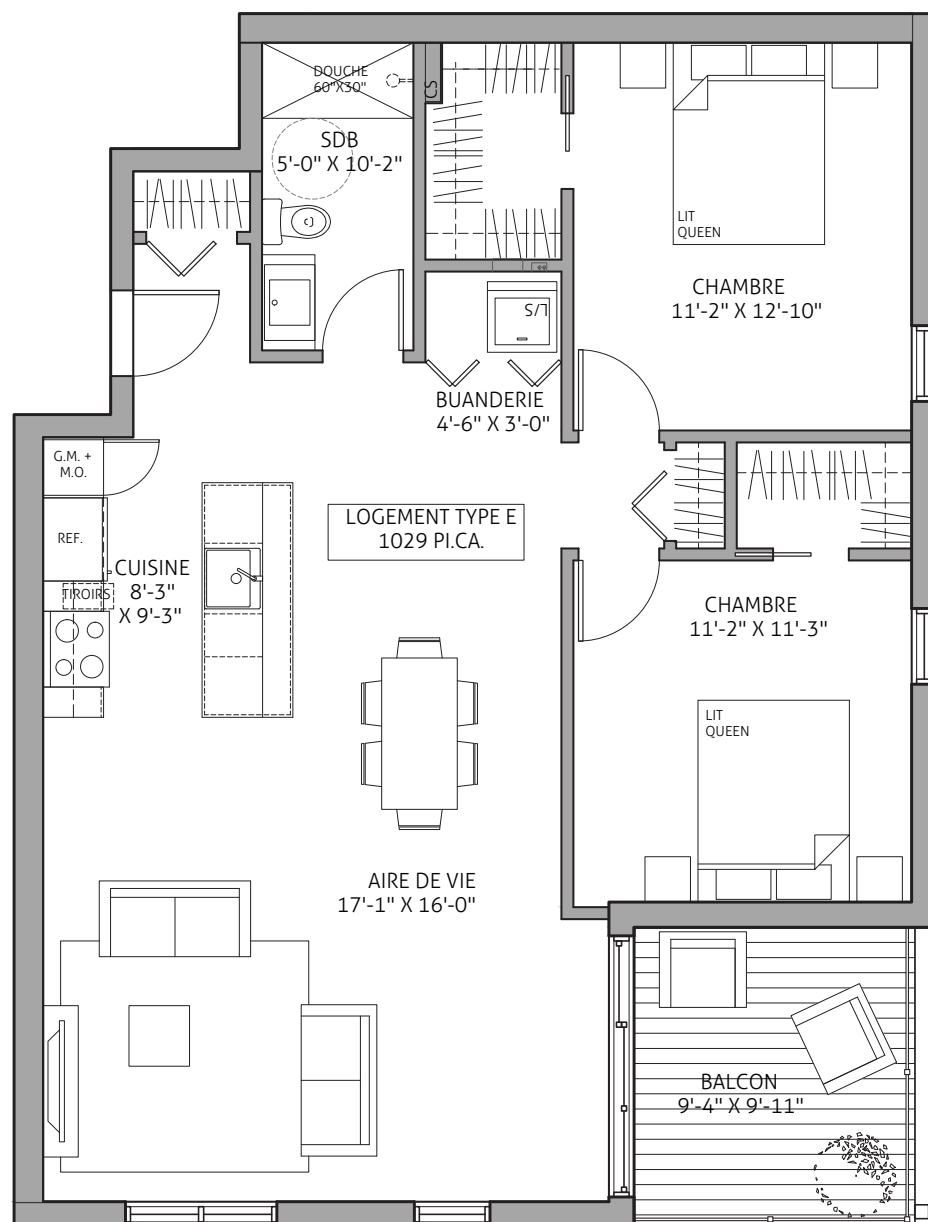 DOUCHE
60"X30"
CS
SDB
5'-0" X 10'-2"
LIT
QUEEN
CHAMBRE
11'-2" X 12'-10"
L/S
BUANDERIE
4'-6" X 3'-0"
G.M. +
M.O.
REF.
LOGEMENT TYPE E
1029 PI.CA.
CUISINE
8'-3"
X 9'-3"
TIROIRS
CHAMBRE
11'-2" X 11'-3"
LIT
QUEEN
AIRE DE VIE
17'-1" X 16'-0"
BALCON
9'-4" X 9'-11"